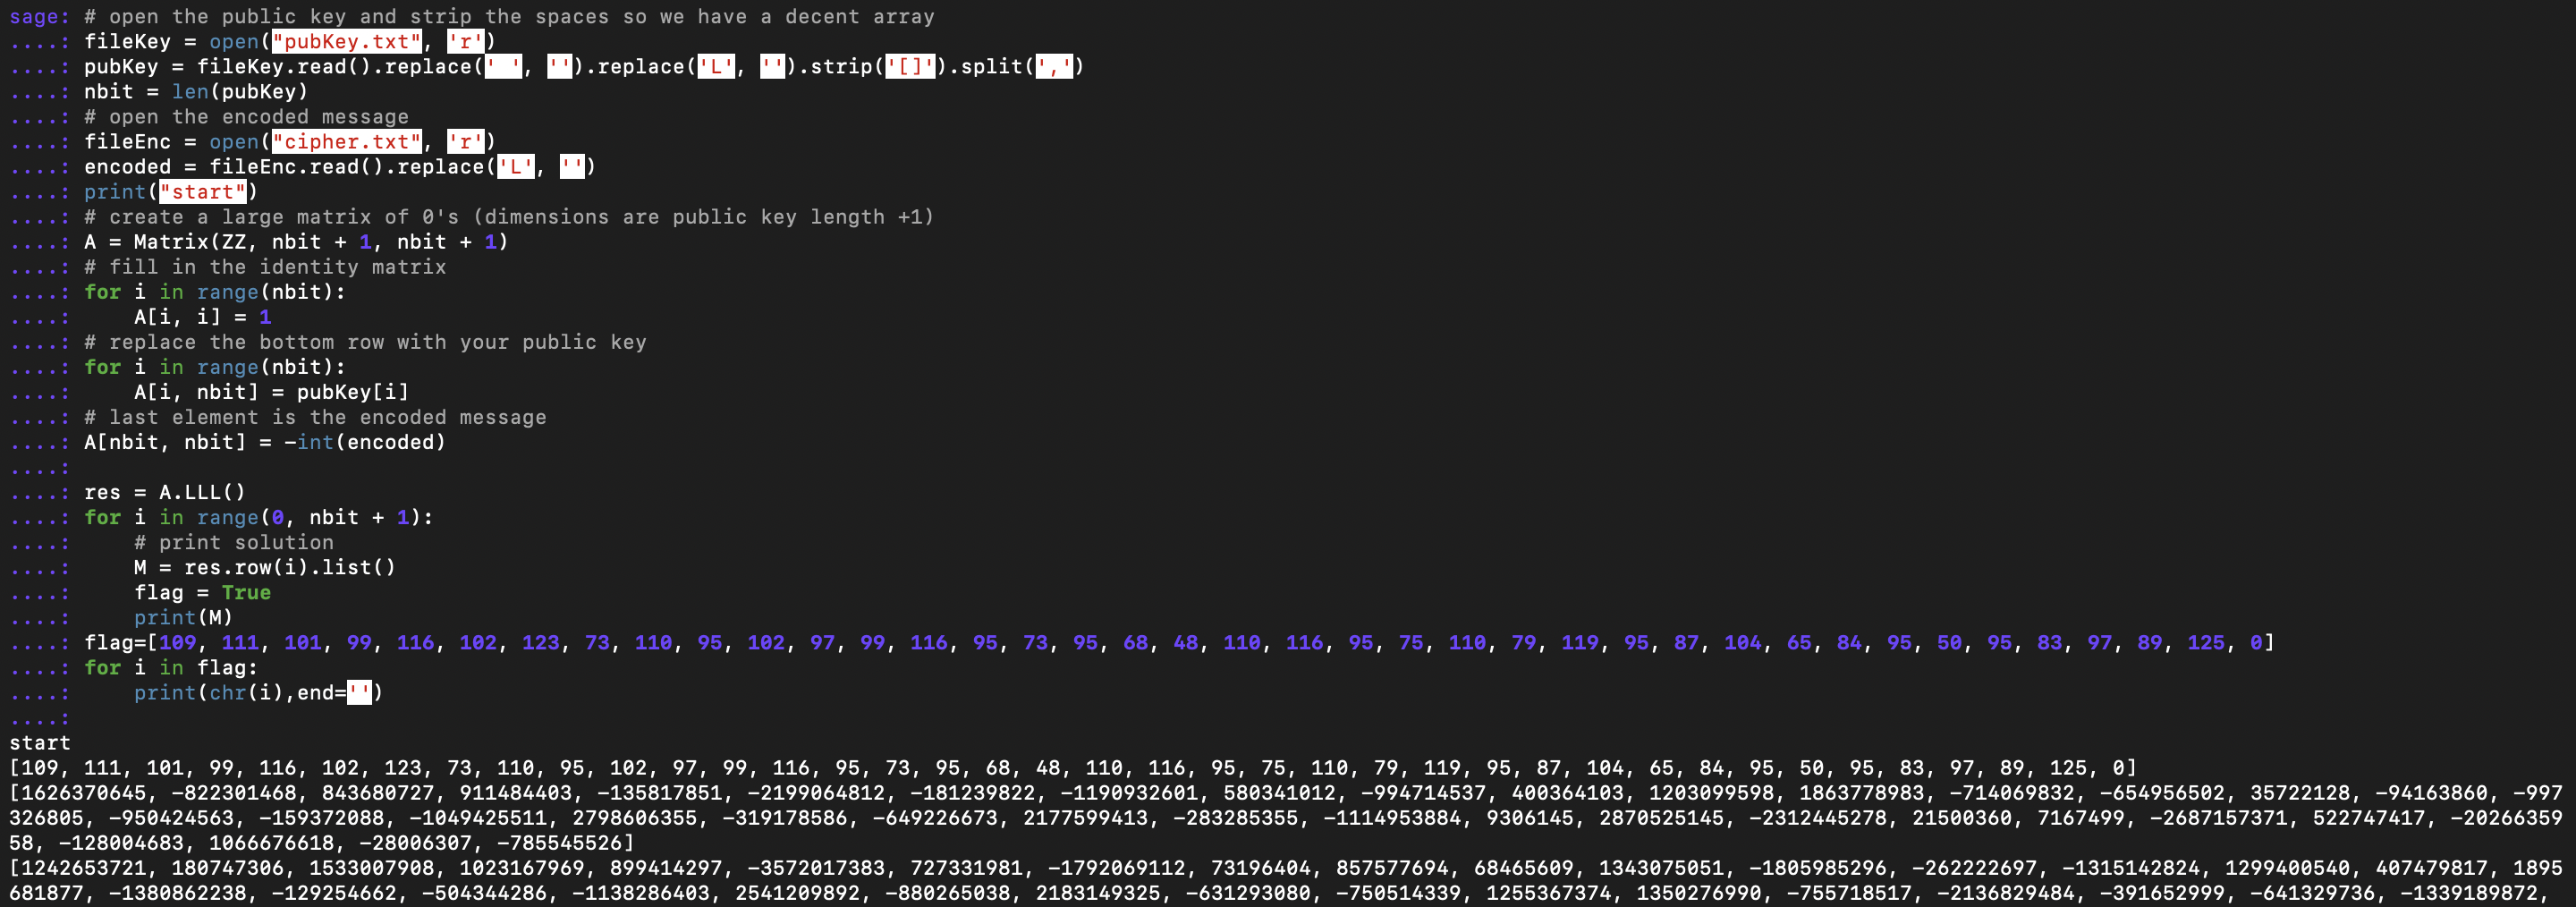 sage: # open the public key and strip the spaces so we have a decent array
....: fileKey = open("pubKey.txt", 'r')
....: pubKey = fileKey.read().replace(' ', '').replace('L', '').strip('[]').split(',')
....: nbit = len(pubKey)
....: # open the encoded message
....: fileEnc = open("cipher.txt", 'r')
....: encoded = fileEnc.read().replace('L', '')
....: print("start")
....: # create a large matrix of 0's (dimensions are public key length +1)
....: A = Matrix(ZZ, nbit + 1, nbit + 1)
....: # fill in the identity matrix
....: for i in range(nbit):
....:     A[i, i] = 1
....: # replace the bottom row with your public key
....: for i in range(nbit):
....:     A[i, nbit] = pubKey[i]
....: # last element is the encoded message
....: A[nbit, nbit] = -int(encoded)
....:
....: res = A.LLL()
....: for i in range(0, nbit + 1):
....:     # print solution
....:     M = res.row(i).list()
....:     flag = True
....:     print(M)
....: flag=[109, 111, 101, 99, 116, 102, 123, 73, 110, 95, 102, 97, 99, 116, 95, 73, 95, 68, 48, 110, 116, 95, 75, 110, 79, 119, 95, 87, 104, 65, 84, 95, 50, 95, 83, 97, 89, 125, 0]
....: for i in flag:
....:     print(chr(i),end='')
....:
start
[109, 111, 101, 99, 116, 102, 123, 73, 110, 95, 102, 97, 99, 116, 95, 73, 95, 68, 48, 110, 116, 95, 75, 110, 79, 119, 95, 87, 104, 65, 84, 95, 50, 95, 83, 97, 89, 125, 0]
[1626370645, -822301468, 843680727, 911484403, -135817851, -2199064812, -181239822, -1190932601, 580341012, -994714537, 400364103, 1203099598, 1863778983, -714069832, -654956502, 35722128, -94163860, -997
326805, -950424563, -159372088, -1049425511, 2798606355, -319178586, -649226673, 2177599413, -283285355, -1114953884, 9306145, 2870525145, -2312445278, 21500360, 7167499, -2687157371, 522747417, -20266359
58, -128004683, 1066676618, -28006307, -785545526]
[1242653721, 180747306, 1533007908, 1023167969, 899414297, -3572017383, 727331981, -1792069112, 73196404, 857577694, 68465609, 1343075051, -1805985296, -262222697, -1315142824, 1299400540, 407479817, 1895
681877, -1380862238, -129254662, -504344286, -1138286403, 2541209892, -880265038, 2183149325, -631293080, -750514339, 1255367374, 1350276990, -755718517, -2136829484, -391652999, -641329736, -1339189872,